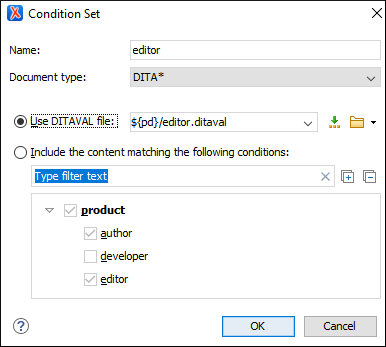 Condition Set
Name: editor
Document type: DITA*
Use DITAVAL file: ${pd}/editor.ditaval
Include the content matching the following conditions:
Type filter text
product
author
developer
editor
? OK Cancel